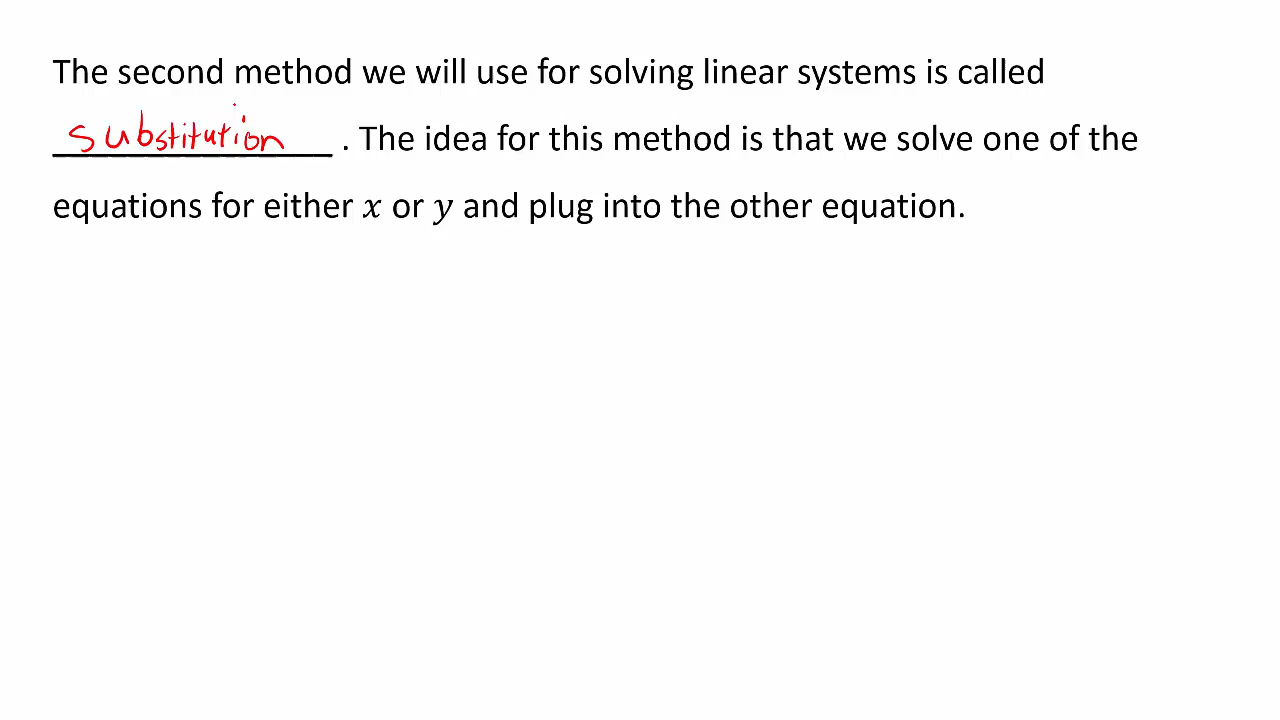 The second method we will use for solving linear systems is called
substitution . The idea for this method is that we solve one of the
equations for either x or y and plug into the other equation.